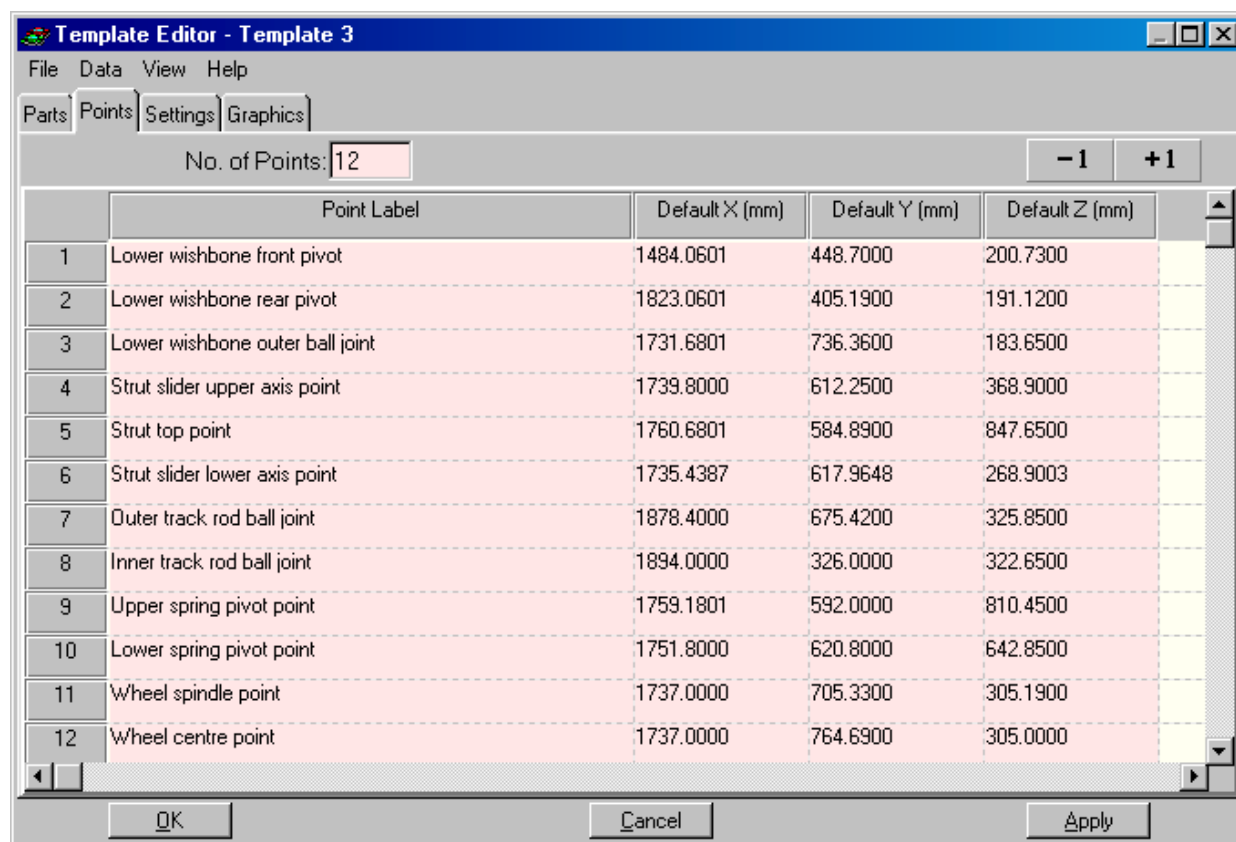 Template Editor - Template 3
File Data View Help
Parts Points Settings Graphics
No. of Points: 12 -1 +1
Point Label Default X (mm) Default Y (mm) Default Z (mm)
1 Lower wishbone front pivot 1484.0601 448.7000 200.7300
2 Lower wishbone rear pivot 1823.0601 405.1900 191.1200
3 Lower wishbone outer ball joint 1731.6801 736.3600 183.6500
4 Strut slider upper axis point 1739.8000 612.2500 368.9000
5 Strut top point 1760.6801 584.8900 847.6500
6 Strut slider lower axis point 1735.4387 617.9648 268.9003
7 Outer track rod ball joint 1878.4000 675.4200 325.8500
8 Inner track rod ball joint 1894.0000 326.0000 322.6500
9 Upper spring pivot point 1759.1801 592.0000 810.4500
10 Lower spring pivot point 1751.8000 620.8000 642.8500
11 Wheel spindle point 1737.0000 705.3300 305.1900
12 Wheel centre point 1737.0000 764.6900 305.0000
OK Cancel Apply